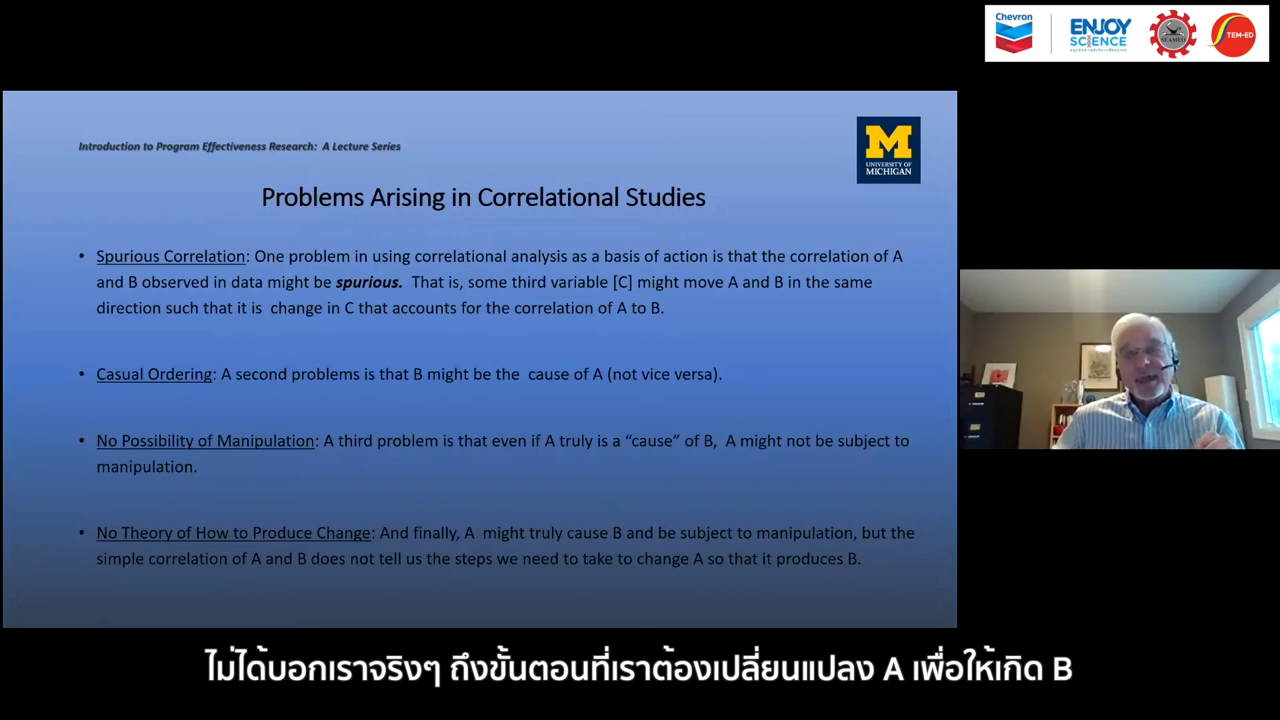 Chevron
ENJOY
SCIENCE
SEAMEO
STEM-ED
Introduction to Program Effectiveness Research: A Lecture Series
M
UNIVERSITY OF
MICHIGAN
Problems Arising in Correlational Studies
• Spurious Correlation: One problem in using correlational analysis as a basis of action is that the correlation of A
and B observed in data might be spurious. That is, some third variable [C] might move A and B in the same
direction such that it is change in C that accounts for the correlation of A to B.
• Casual Ordering: A second problems is that B might be the cause of A (not vice versa).
• No Possibility of Manipulation: A third problem is that even if A truly is a “cause” of B, A might not be subject to
manipulation.
• No Theory of How to Produce Change: And finally, A might truly cause B and be subject to manipulation, but the
simple correlation of A and B does not tell us the steps we need to take to change A so that it produces B.
ไม่ได้บอกเราจริงๆ ถึงขั้นตอนที่เราต้องเปลี่ยนแปลง A เพื่อให้เกิด B